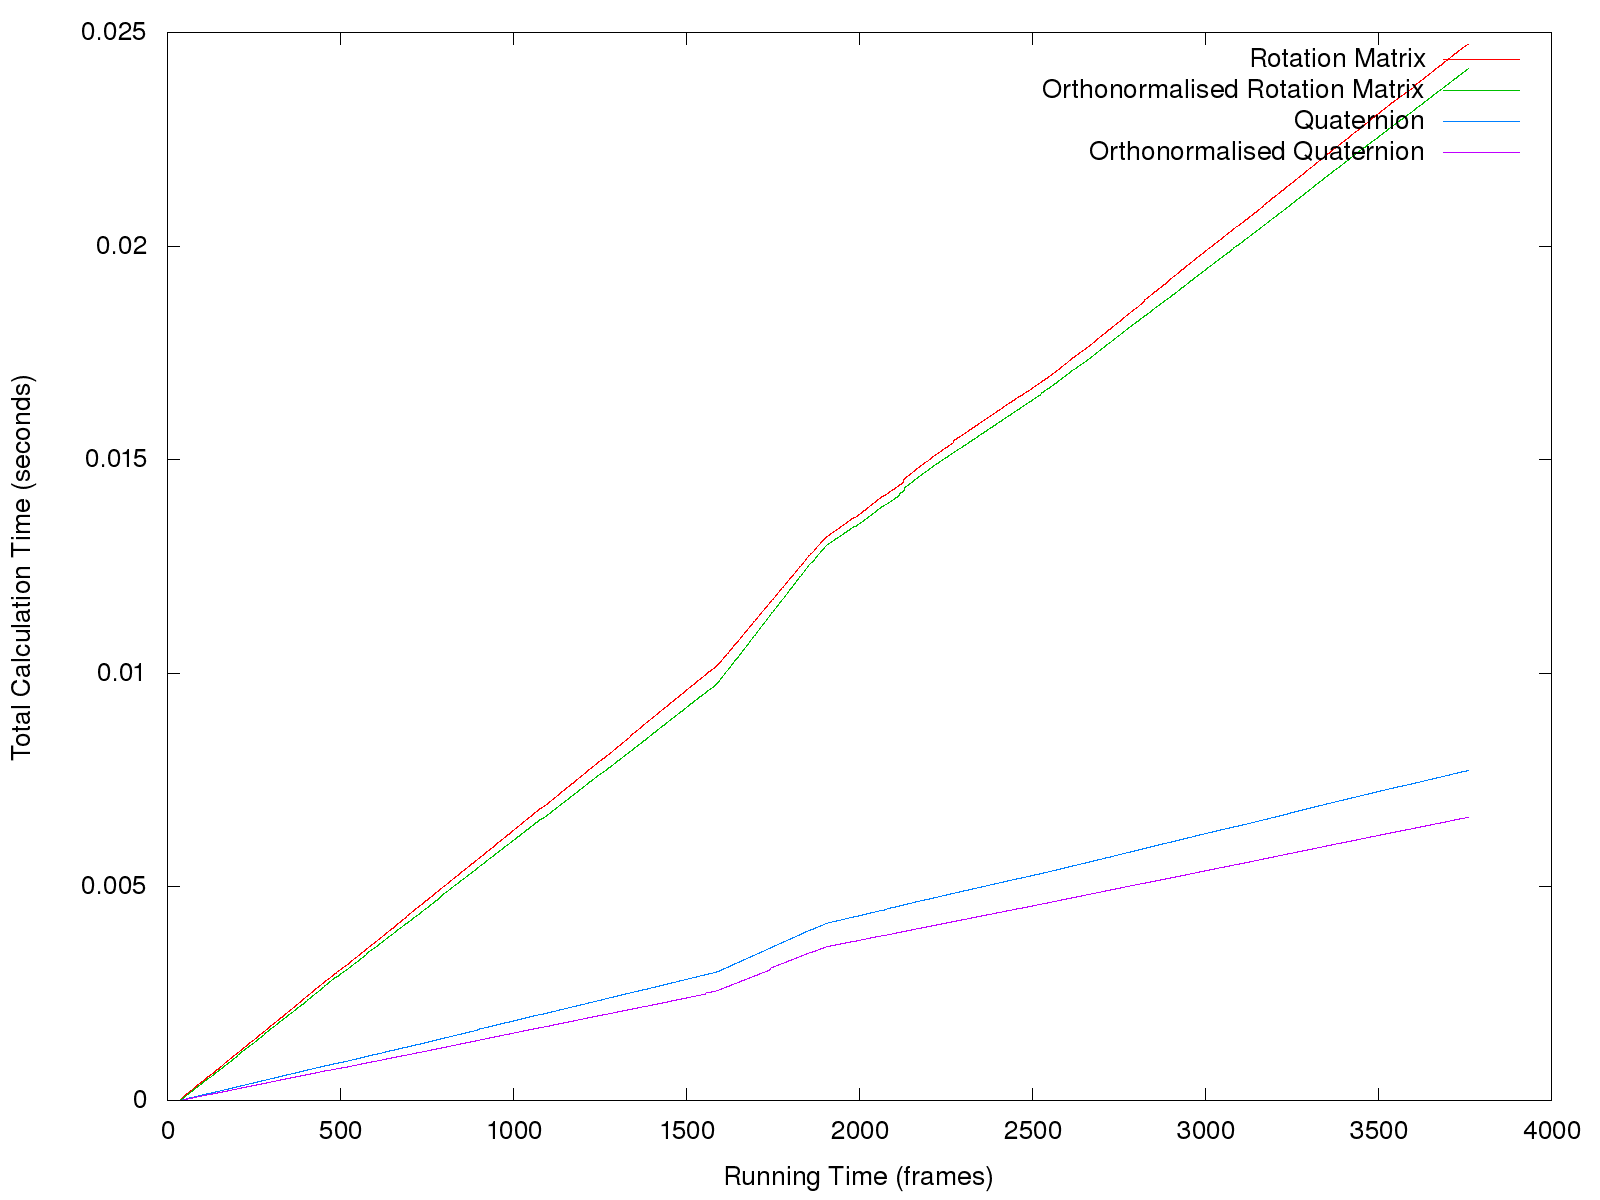 0.025
0.02
0.015
0.01
0.005
0
Total Calculation Time (seconds)
Rotation Matrix
Orthonormalised Rotation Matrix
Quaternion
Orthonormalised Quaternion
0 500 1000 1500 2000 2500 3000 3500 4000
Running Time (frames)